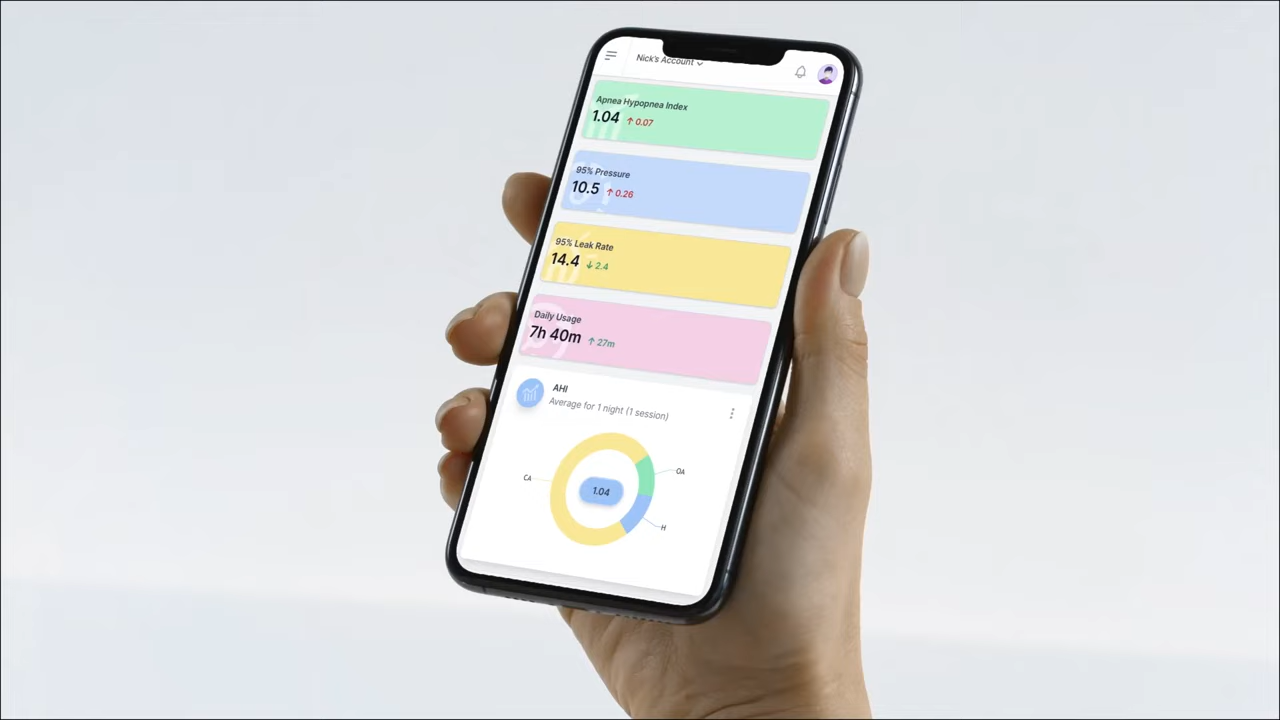 Nick's Account
Apnea Hypopnea Index
1.04 ↑ 0.07
95% Pressure
10.5 ↑ 0.26
95% Leak Rate
14.4 ↓ 2.4
Daily Usage
7h 40m ↑ 27m
AHI
Average for 1 night (1 session)
CA
OA
1.04
H